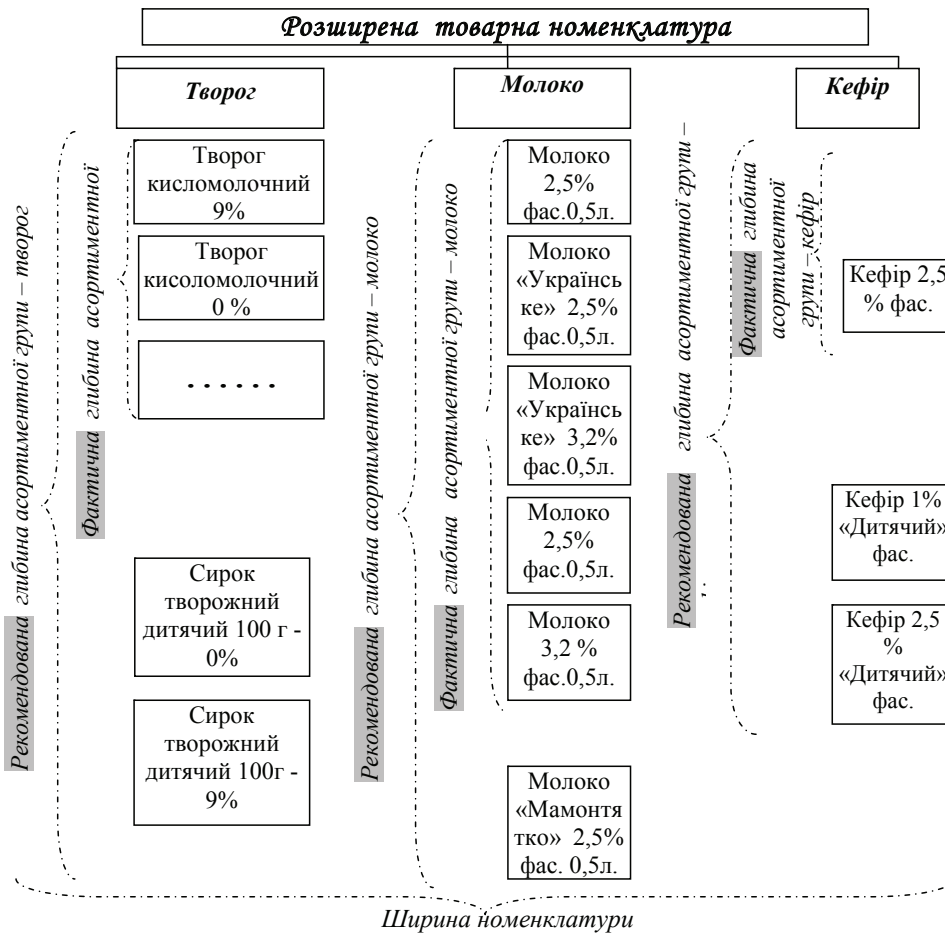 Розширена товарна номенклатура
Творог
Молоко
Кефір
Рекомендована глибина асортиментної групи – творог
Фактична глибина асортиментної
Творог
кисломолочний
9%
Творог
кисоломолочний
0 %
. . . . . .
Сирок
творожний
дитячий 100 г -
0%
Сирок
творожний
дитячий 100г -
9%
Рекомендована глибина асортиментної групи – молоко
Фактична глибина асортиментної групи – молоко
Молоко
2,5%
фас.0,5л.
Молоко
«Українсь
ке» 2,5%
фас.0,5л.
Молоко
«Українсь
ке» 3,2%
фас.0,5л.
Молоко
2,5%
фас.0,5л.
Молоко
3,2 %
фас.0,5л.
Молоко
«Мамонтя
тко» 2,5%
фас. 0,5л.
Рекомендована глибина асортиментної групи –
Фактична глибина
асортиментної
групи – кефір
Кефір 2,5
% фас.
Кефір 1%
«Дитячий»
фас.
Кефір 2,5
%
«Дитячий»
фас.
Ширина номенклатури